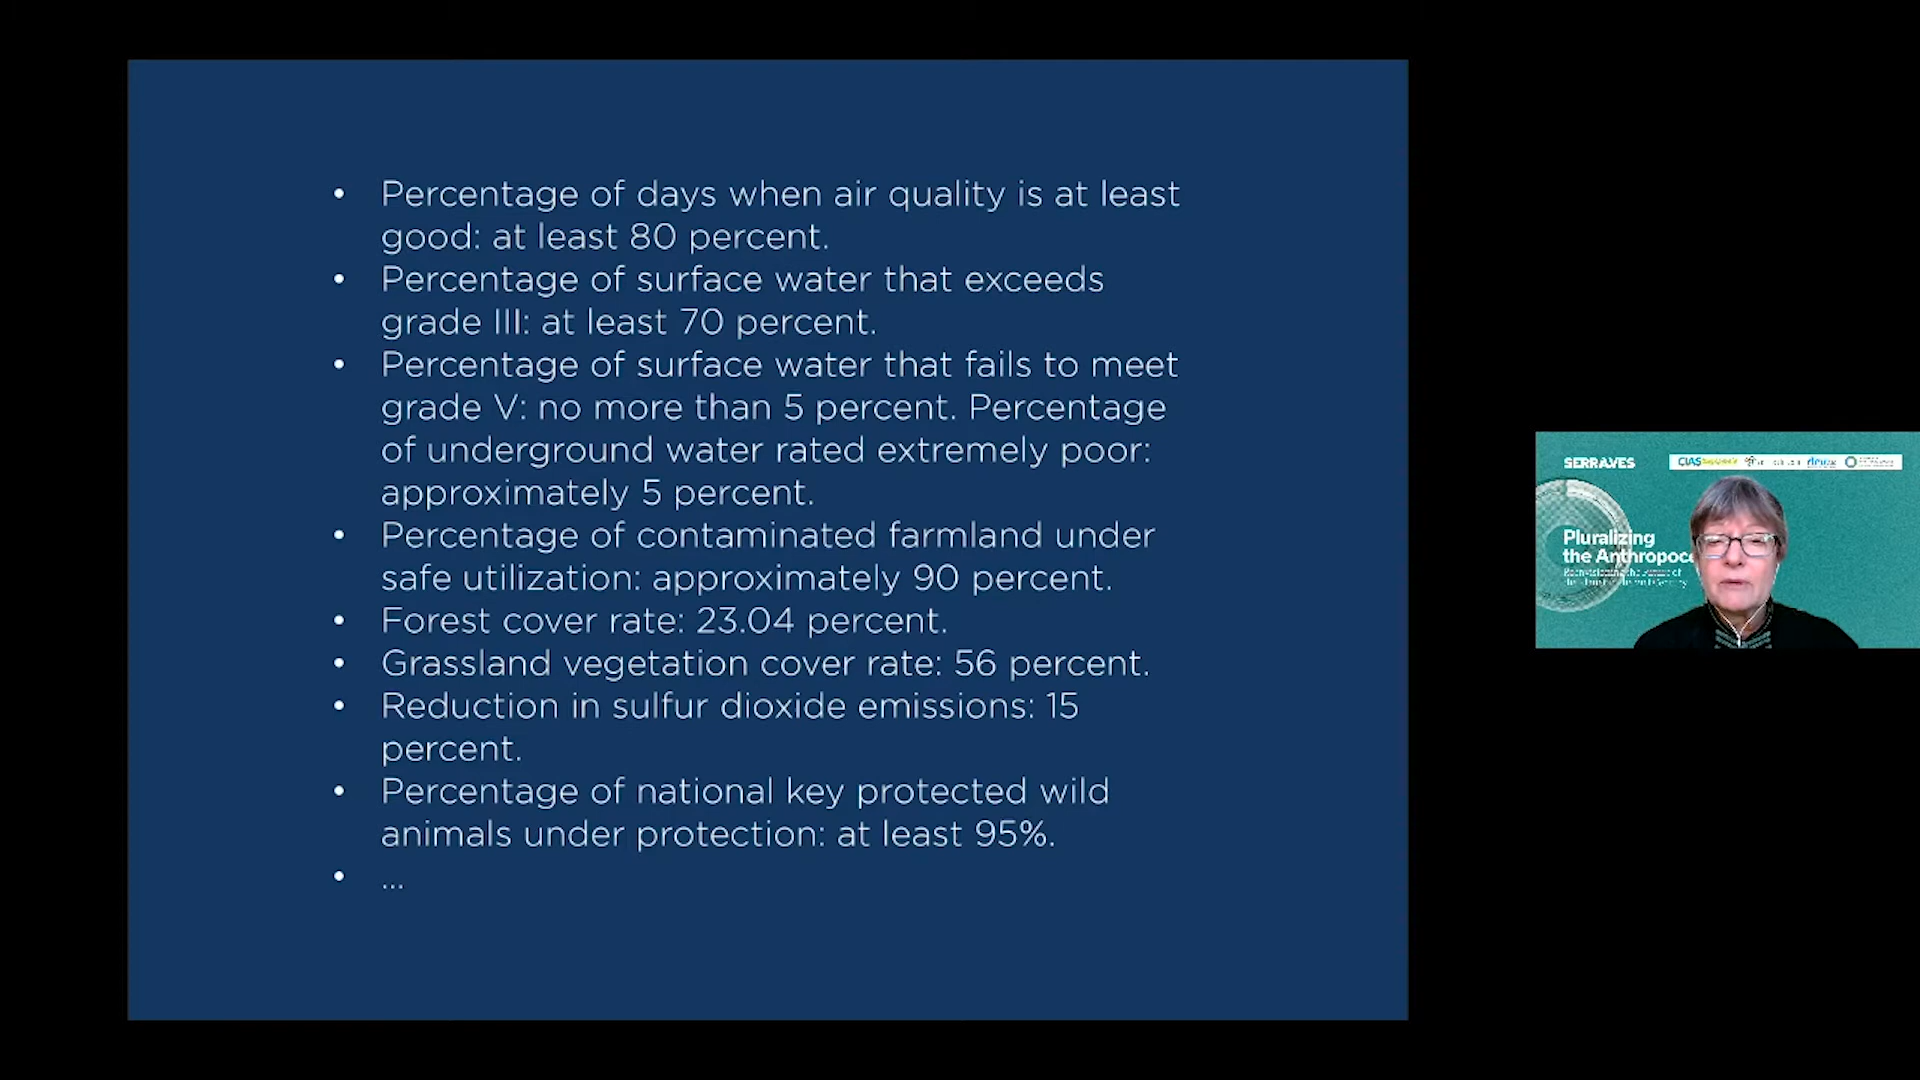 • Percentage of days when air quality is at least
good: at least 80 percent.
• Percentage of surface water that exceeds
grade III: at least 70 percent.
• Percentage of surface water that fails to meet
grade V: no more than 5 percent. Percentage
of underground water rated extremely poor:
approximately 5 percent.
• Percentage of contaminated farmland under
safe utilization: approximately 90 percent.
• Forest cover rate: 23.04 percent.
• Grassland vegetation cover rate: 56 percent.
• Reduction in sulfur dioxide emissions: 15
percent.
• Percentage of national key protected wild
animals under protection: at least 95%.
• ...
SERRAVES
CIAS
Pluralizing
the Anthropoc